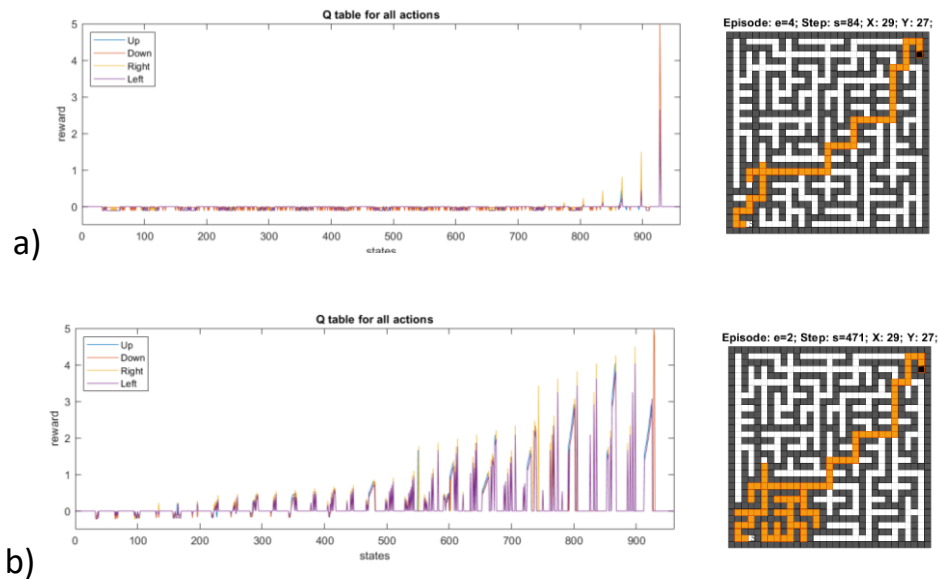 Q table for all actions
Episode: e=4; Step: s=84; X: 29; Y: 27;
5
4
3
2
1
0
reward
Up
Down
Right
Left
0 100 200 300 400 500 600 700 800 900
states
a)
Q table for all actions
Episode: e=2; Step: s=471; X: 29; Y: 27;
5
4
3
2
1
0
reward
Up
Down
Right
Left
0 100 200 300 400 500 600 700 800 900
states
b)